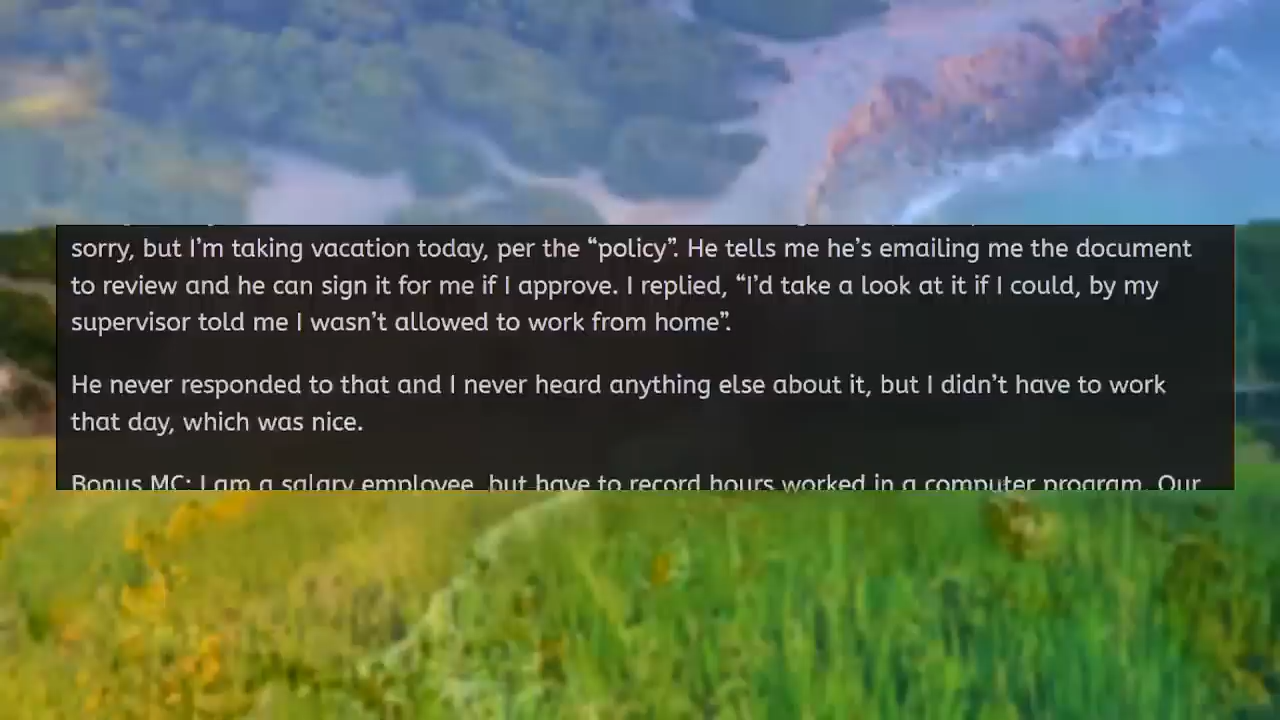 sorry, but I’m taking vacation today, per the “policy”. He tells me he’s emailing me the document
to review and he can sign it for me if I approve. I replied, “I’d take a look at it if I could, by my
supervisor told me I wasn’t allowed to work from home”.
He never responded to that and I never heard anything else about it, but I didn’t have to work
that day, which was nice.
Bonus MC: I am a salary employee, but have to record hours worked in a computer program. Our